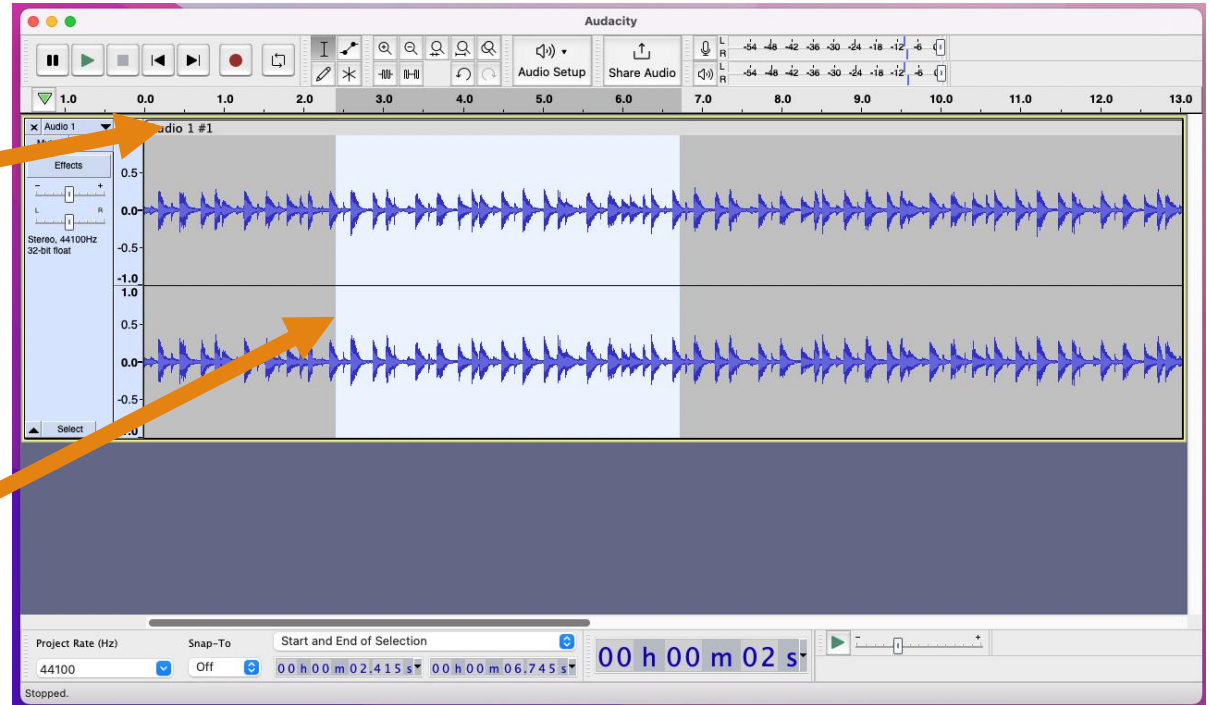 Audacity
L
R -54 -48 -42 -36 -30 -24 -18 -12 -6
Audio Setup
Share Audio
L
R -54 -48 -42 -36 -30 -24 -18 -12 -6
1.0 0.0 1.0 2.0 3.0 4.0 5.0 6.0 7.0 8.0 9.0 10.0 11.0 12.0 13.0
× Audio 1
dio 1 #1
Effects
- +
L R
Stereo, 44100Hz
32-bit float
0.5-
0.0-
-0.5-
-1.0
1.0
0.5-
0.0-
-0.5-
Select
Project Rate (Hz)
Snap-To
Start and End of Selection
44100
Off
00 h 00 m 02.415 s
00 h 00 m 06.745 s
00 h 00 m 02 s
- +
Stopped.